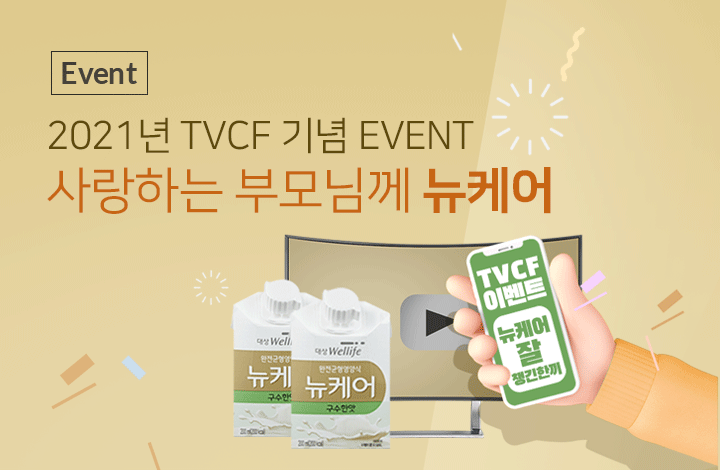 Event
2021년 TVCF 기념 EVENT
사랑하는 부모님께 뉴케어
TVCF
이벤트
뉴케어
잘
챙긴한끼
대상 Wellife
완전균형영양식
뉴케
구수한맛
대상 Wellife
완전균형영양식
뉴케어
구수한맛